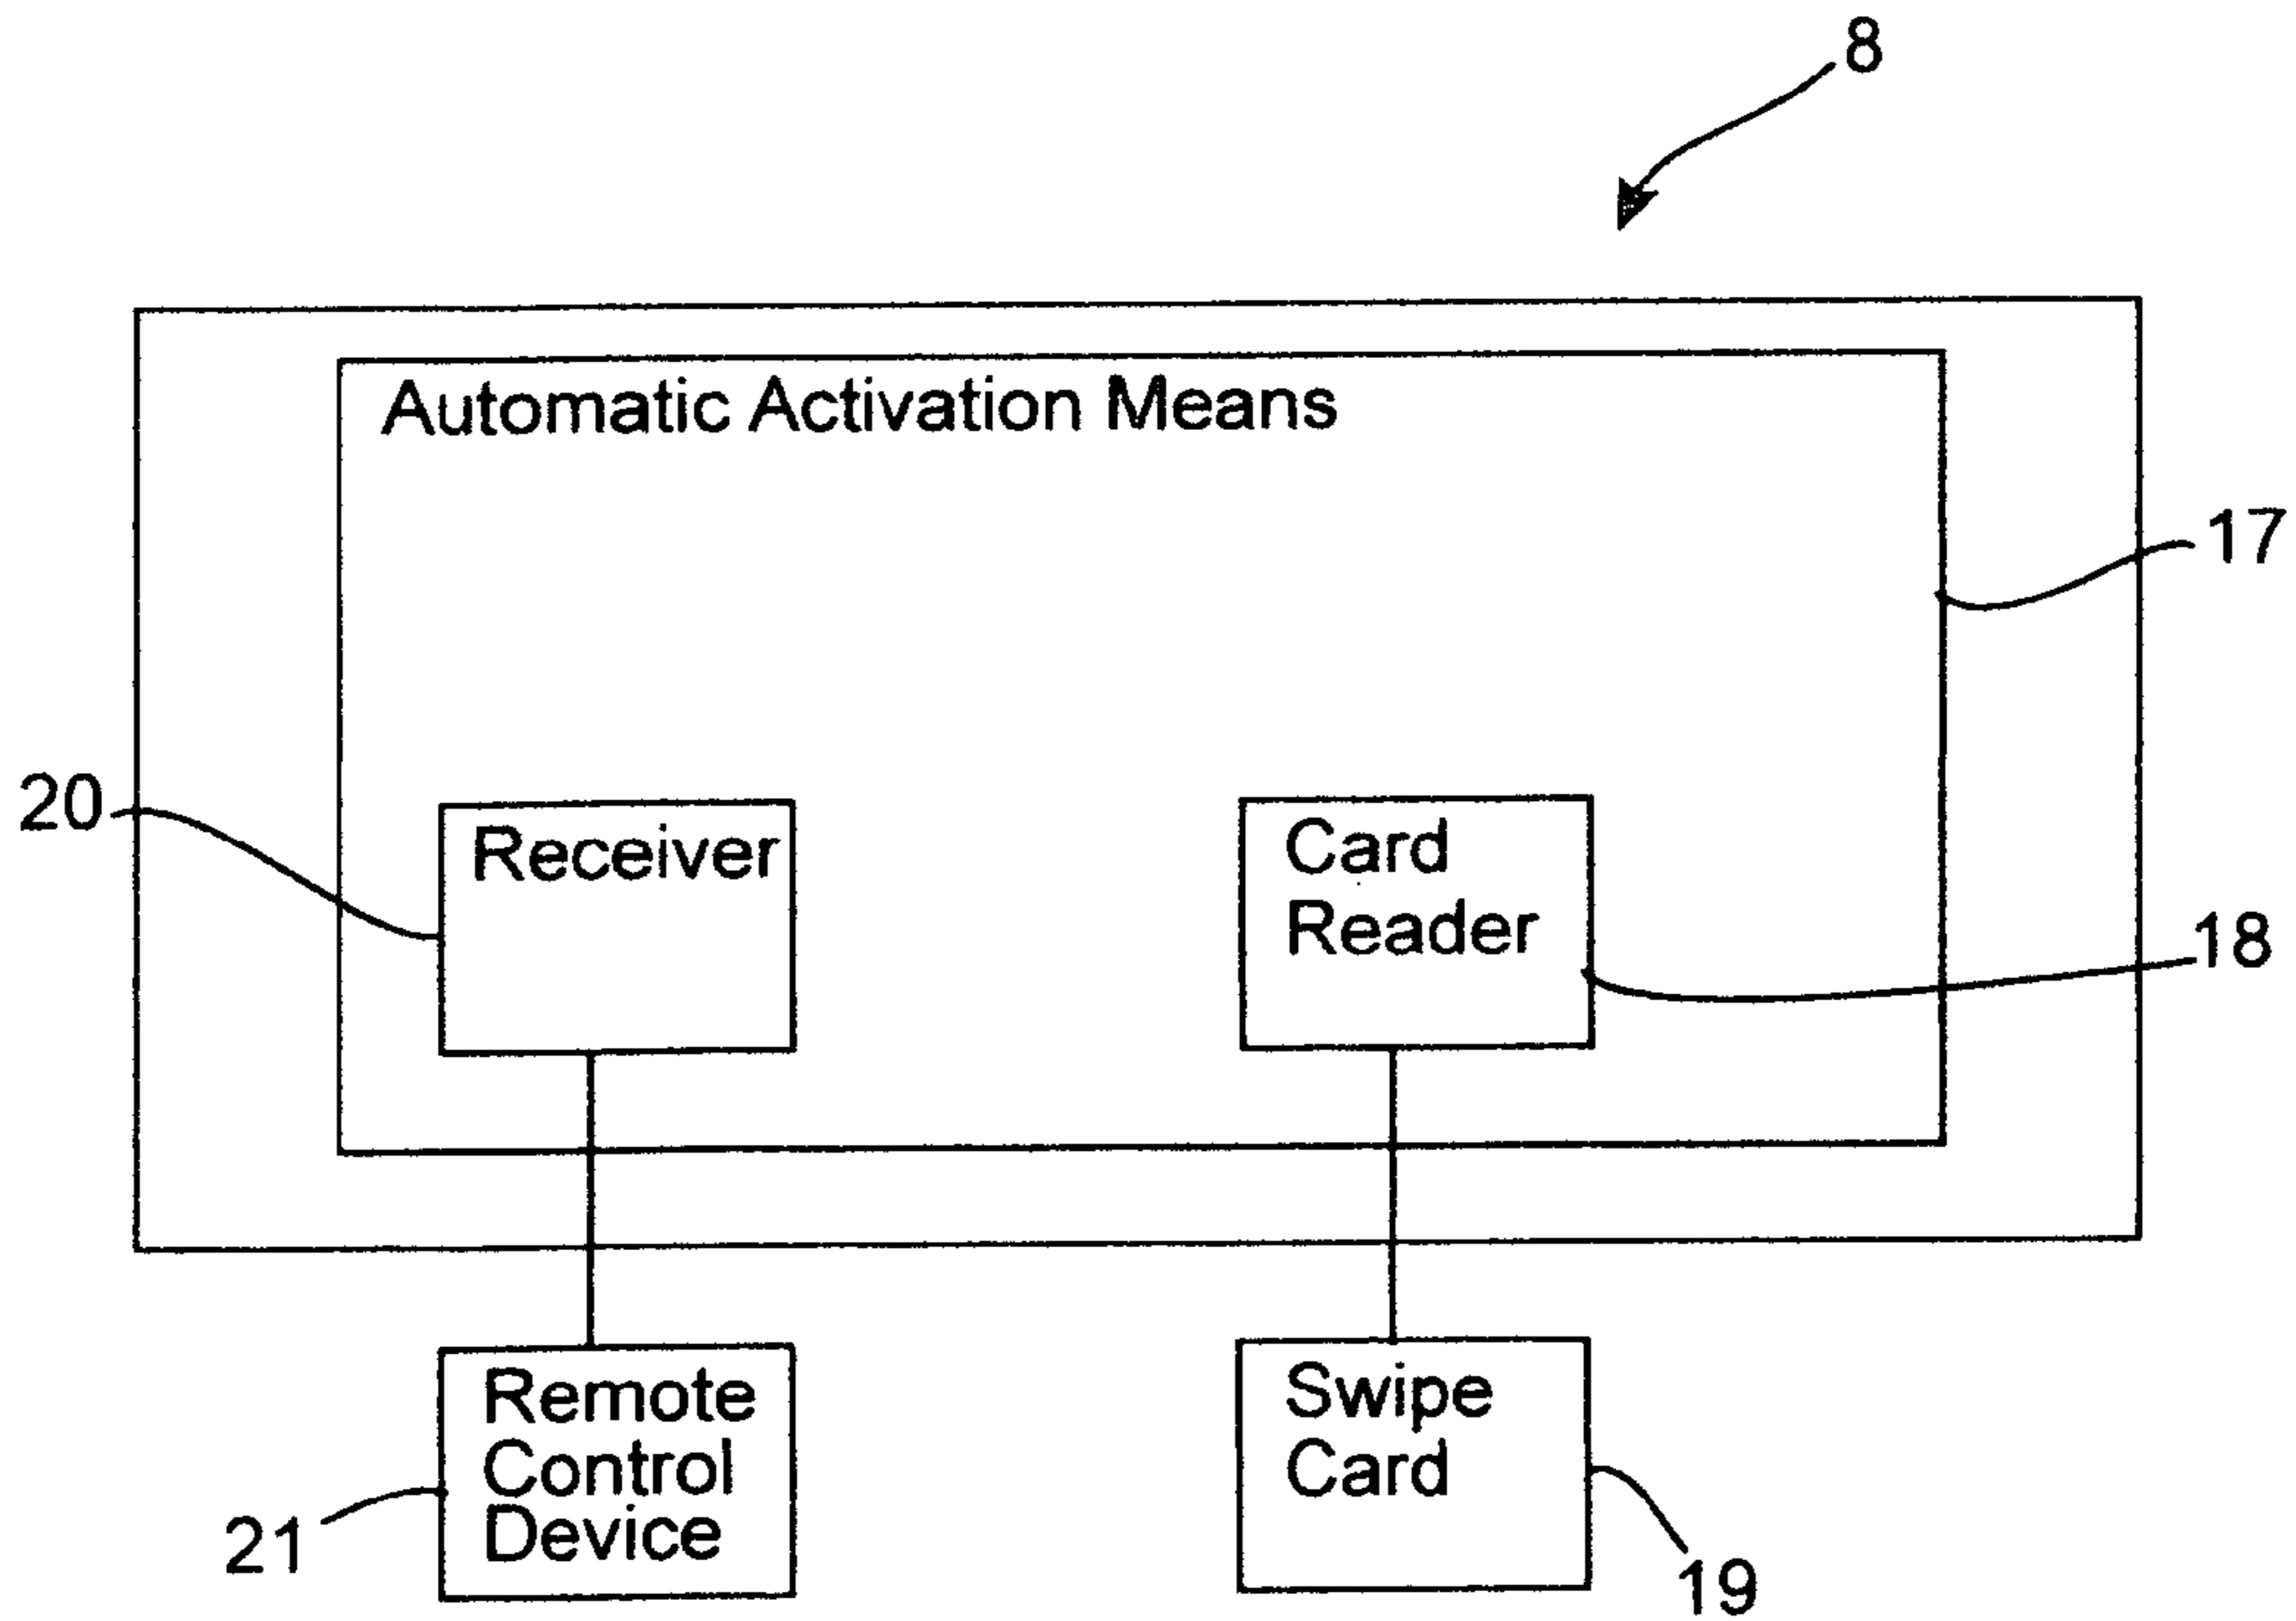 8
Automatic Activation Means
17
20
Receiver
Card
Reader
18
Remote
Control
Device
21
Swipe
Card
19